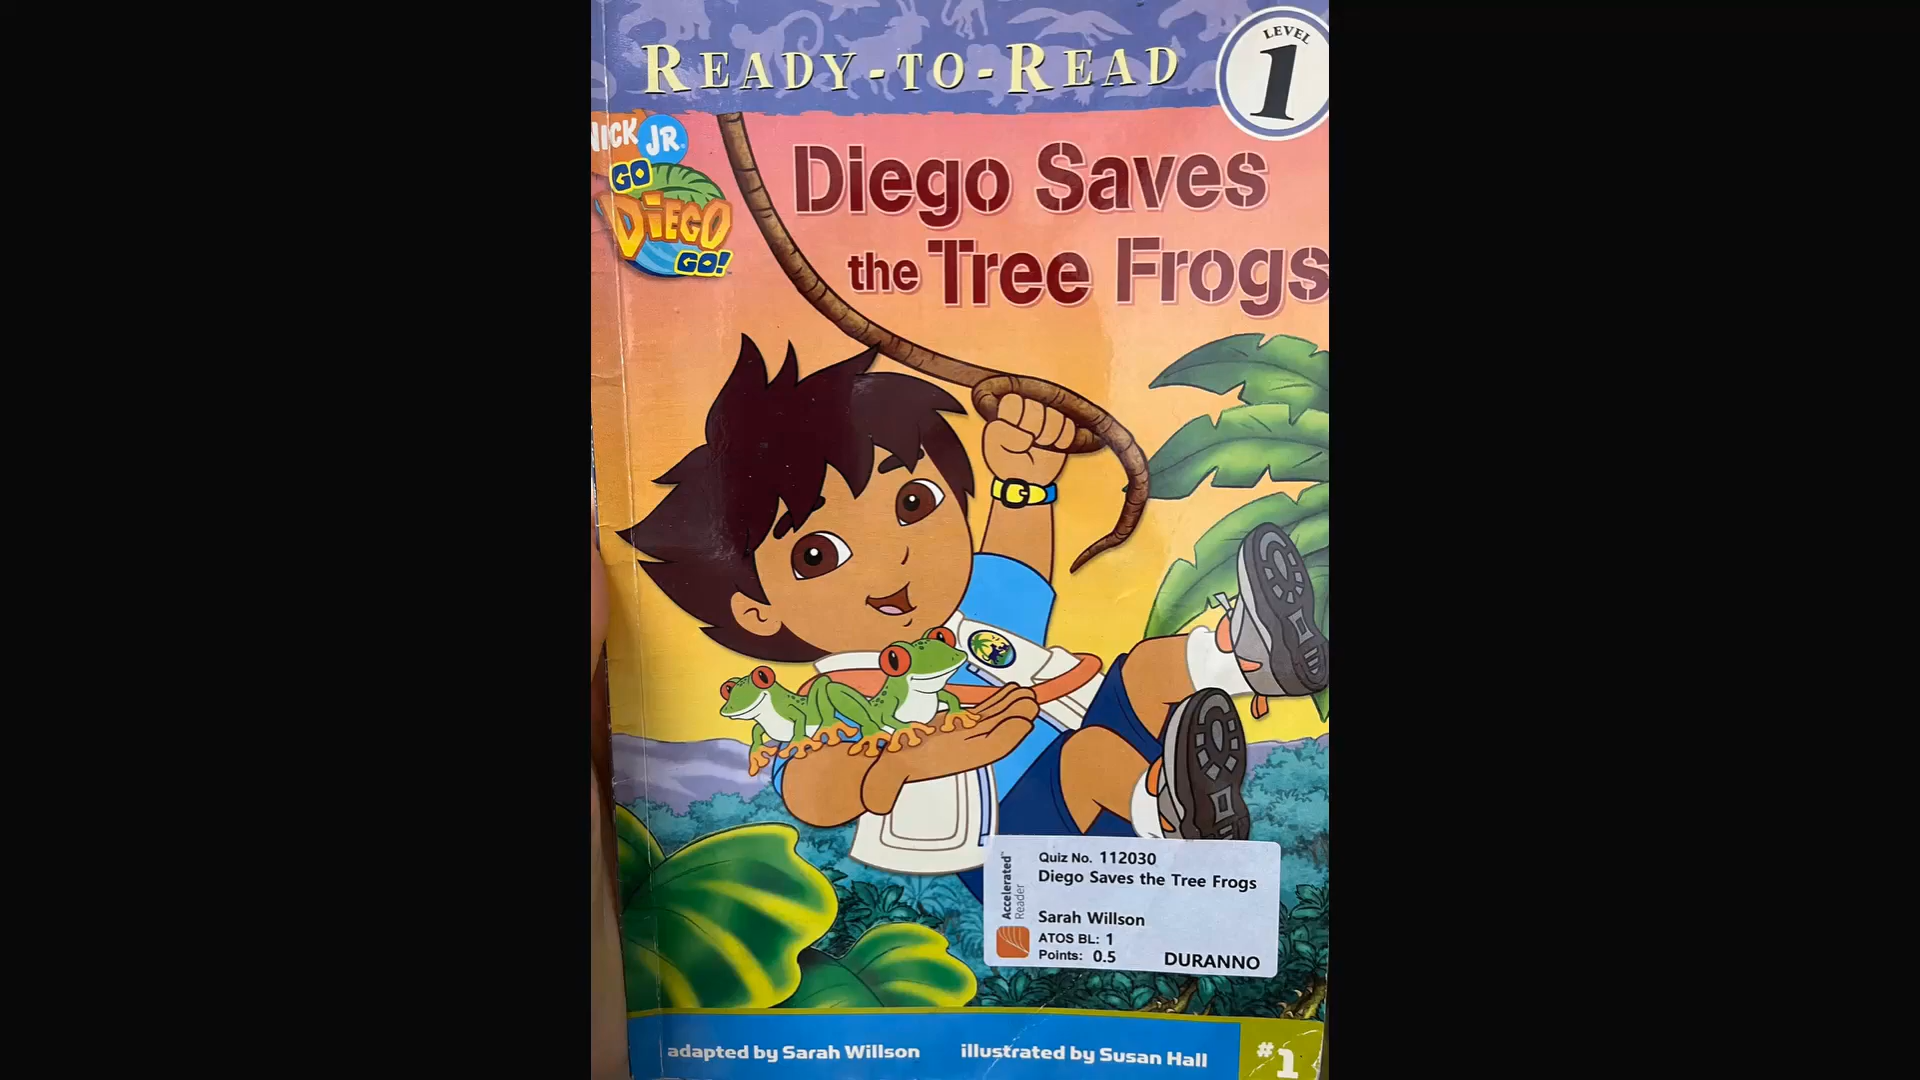 READY-TO-READ
LEVEL
1
NICK JR.
GO
DIEGO
GO!
Diego Saves
the Tree Frogs
Accelerated
Reader
Quiz No. 112030
Diego Saves the Tree Frogs
Sarah Willson
ATOS BL: 1
Points: 0.5
DURANNO
adapted by Sarah Willson
illustrated by Susan Hall
#1